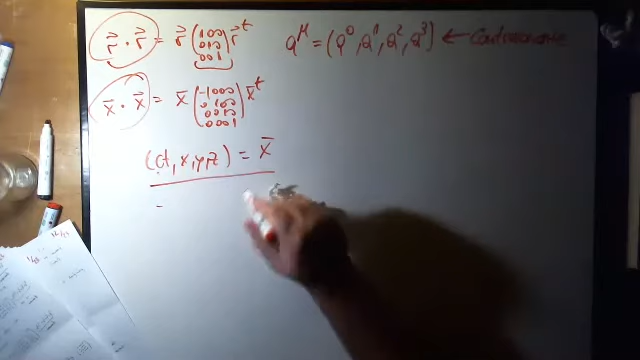 r⃗ · r⃗ = r⃗ (1 0 0
0 1 0
0 0 1) r⃗ᵗ
a^μ = (a⁰, a¹, a², a³) ← Contravariante
x̄ · x̄ = x̄ (-1 0 0 0
0 1 0 0
0 0 1 0
0 0 0 1) x̄ᵗ
(ct, x, y, z) = x̄
-